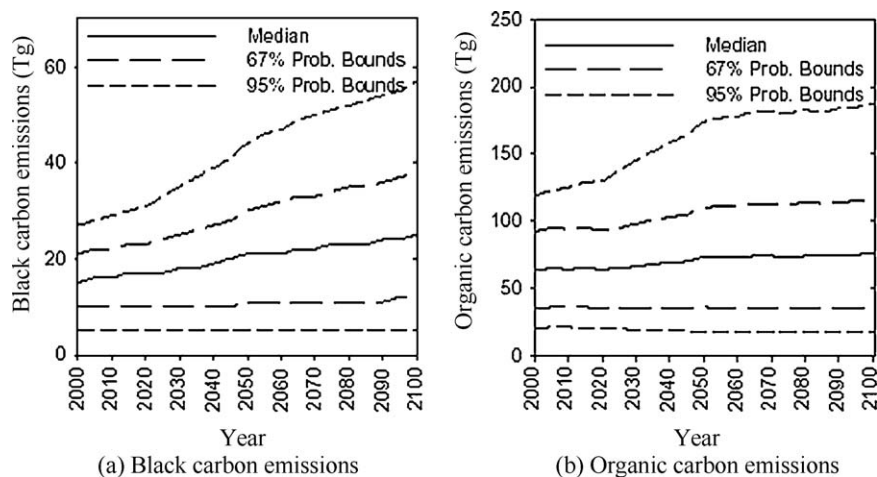 Black carbon emissions (Tg)
60
40
20
0
Median
67% Prob. Bounds
95% Prob. Bounds
2000
2010
2020
2030
2040
2050
2060
2070
2080
2090
2100
Year
(a) Black carbon emissions
Organic carbon emissions (Tg)
250
200
150
100
50
0
Median
67% Prob. Bounds
95% Prob. Bounds
2000
2010
2020
2030
2040
2050
2060
2070
2080
2090
2100
Year
(b) Organic carbon emissions